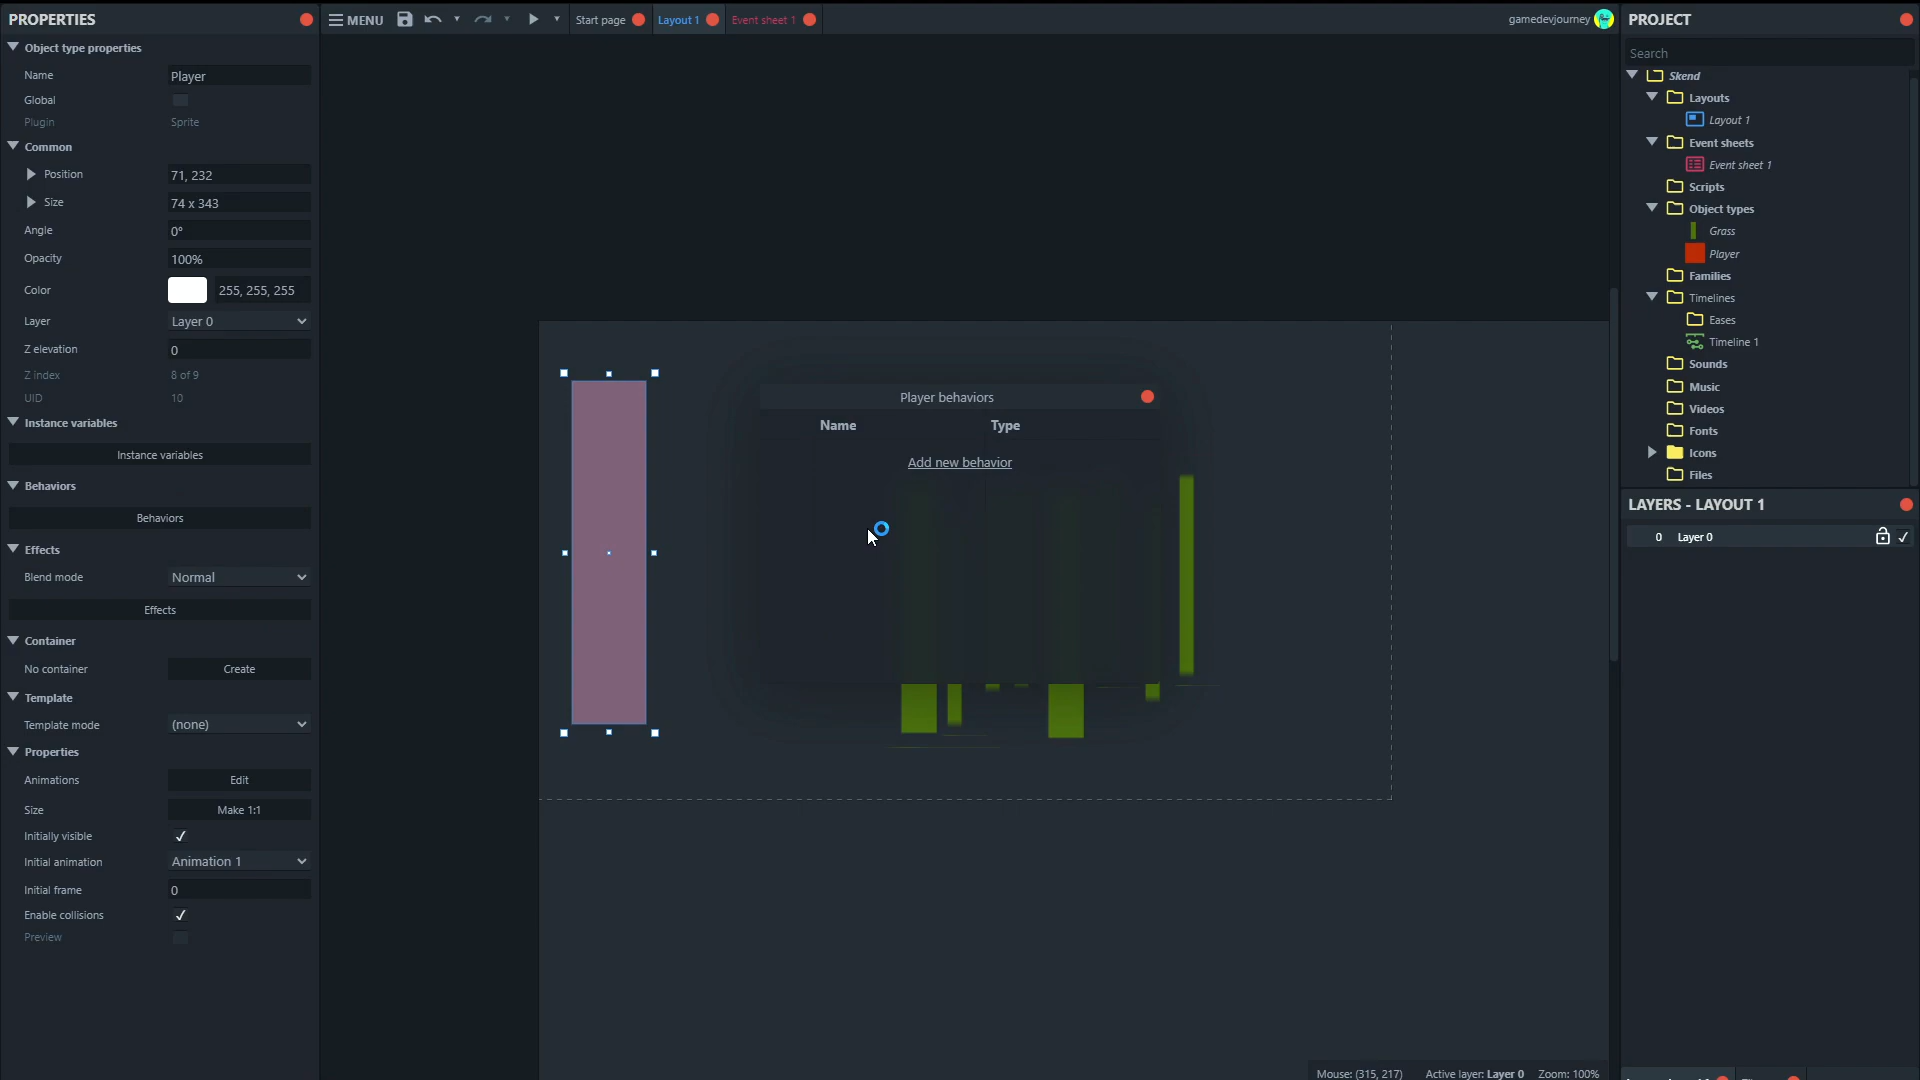 PROPERTIES
Object type properties
Name Player
Global
Plugin Sprite
Common
Position 71, 232
Size 74 x 343
Angle 0°
Opacity 100%
Color 255, 255, 255
Layer Layer 0
Z elevation 0
Z index 8 of 9
UID 10
Instance variables
Instance variables
Behaviors
Behaviors
Effects
Blend mode Normal
Effects
Container
No container Create
Template
Template mode (none)
Properties
Animations Edit
Size Make 1:1
Initially visible
Initial animation Animation 1
Initial frame 0
Enable collisions
Preview
MENU Start page Layout 1 Event sheet 1 gamedevjourney
Player behaviors
Name Type
Add new behavior
Mouse: (315, 217) Active layer: Layer 0 Zoom: 100%
PROJECT
Search
Skend
Layouts
Layout 1
Event sheets
Event sheet 1
Scripts
Object types
Grass
Player
Families
Timelines
Eases
Timeline 1
Sounds
Music
Videos
Fonts
Icons
Files
LAYERS - LAYOUT 1
0 Layer 0